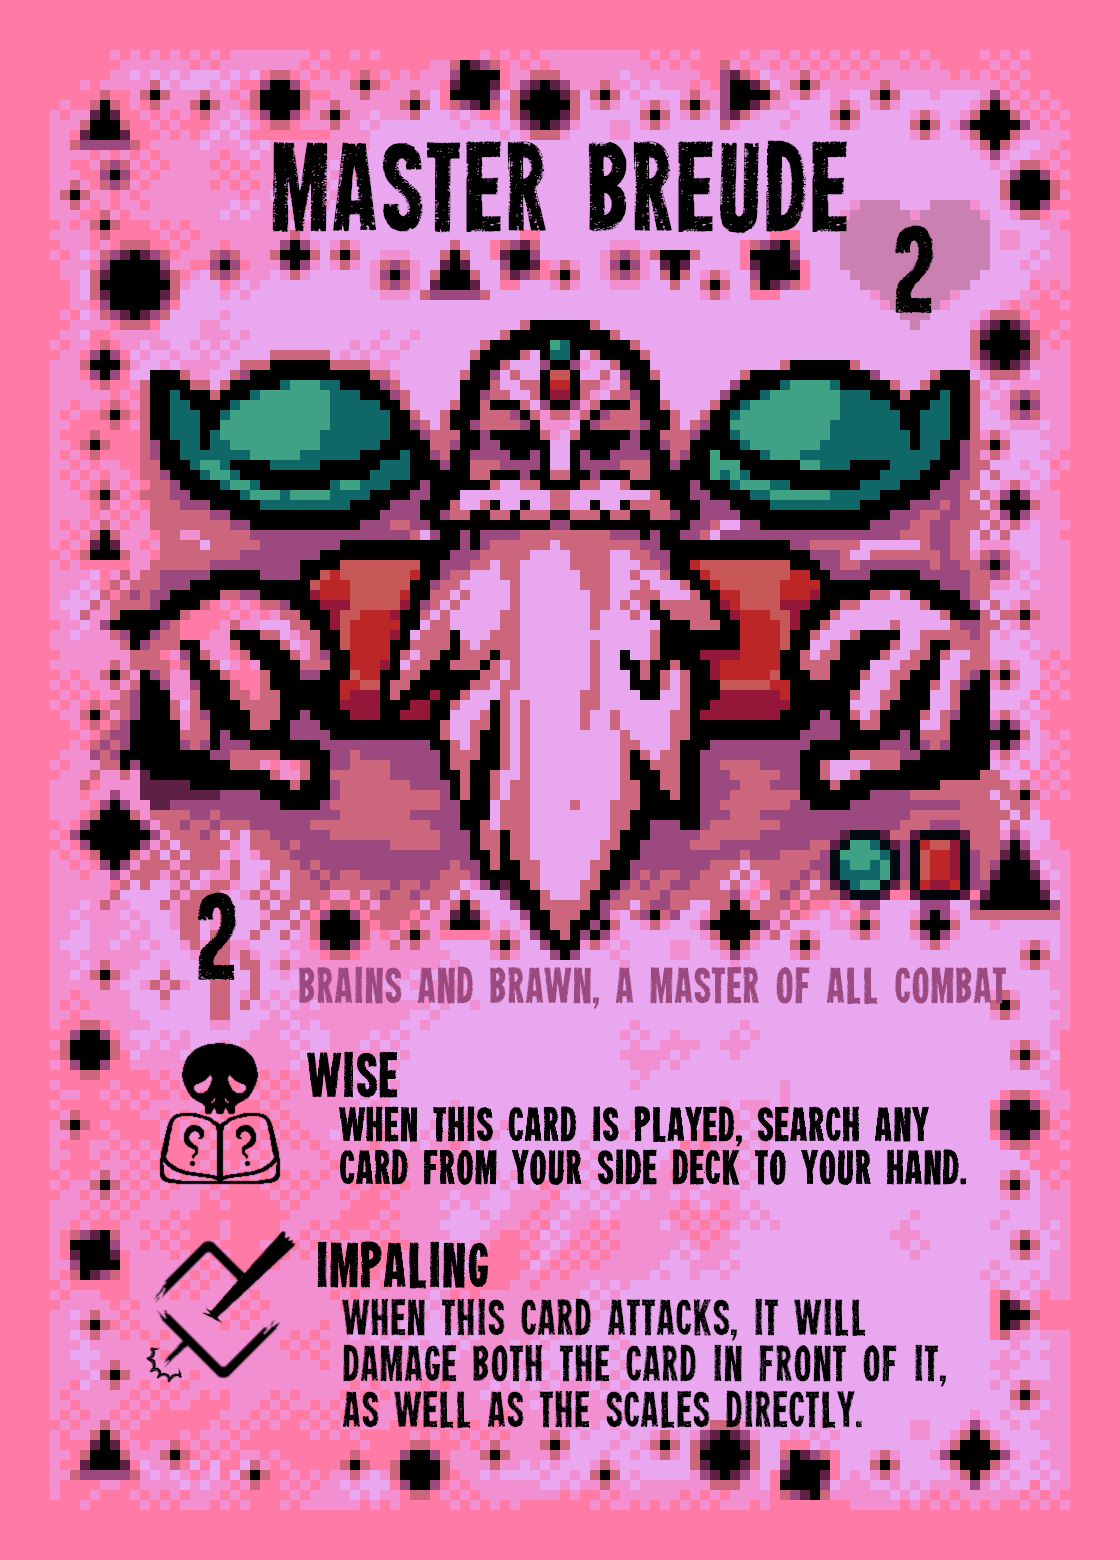 MASTER BREUDE
2
2
BRAINS AND BRAWN, A MASTER OF ALL COMBAT.
WISE
WHEN THIS CARD IS PLAYED, SEARCH ANY
CARD FROM YOUR SIDE DECK TO YOUR HAND.
? ?
IMPALING
WHEN THIS CARD ATTACKS, IT WILL
DAMAGE BOTH THE CARD IN FRONT OF IT,
AS WELL AS THE SCALES DIRECTLY.